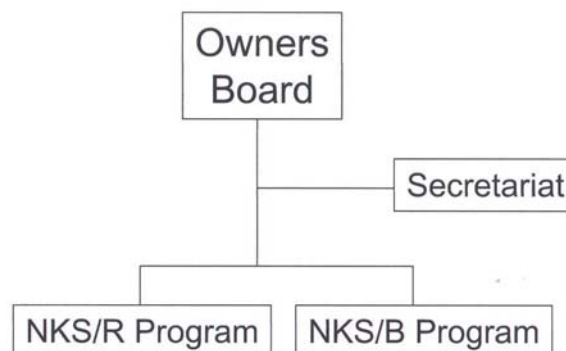 Owners
Board
Secretariat
NKS/R Program
NKS/B Program